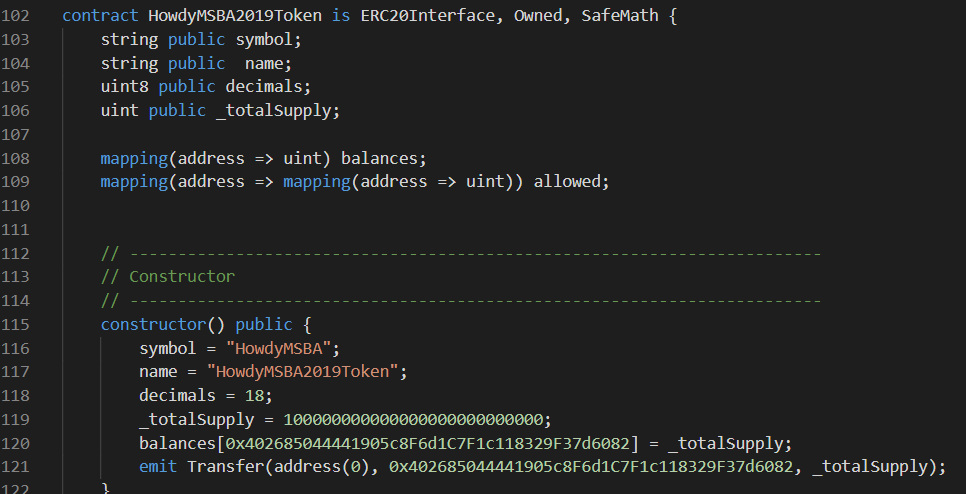 102 contract HowdyMSBA2019Token is ERC20Interface, Owned, SafeMath {
103 string public symbol;
104 string public  name;
105 uint8 public decimals;
106 uint public _totalSupply;
107
108 mapping(address => uint) balances;
109 mapping(address => mapping(address => uint)) allowed;
110
111
112 // ------------------------------------------------------------------------
113 // Constructor
114 // ------------------------------------------------------------------------
115 constructor() public {
116 symbol = "HowdyMSBA";
117 name = "HowdyMSBA2019Token";
118 decimals = 18;
119 _totalSupply = 100000000000000000000000000;
120 balances[0x402685044441905c8F6d1C7F1c118329F37d6082] = _totalSupply;
121 emit Transfer(address(0), 0x402685044441905c8F6d1C7F1c118329F37d6082, _totalSupply);
122 }